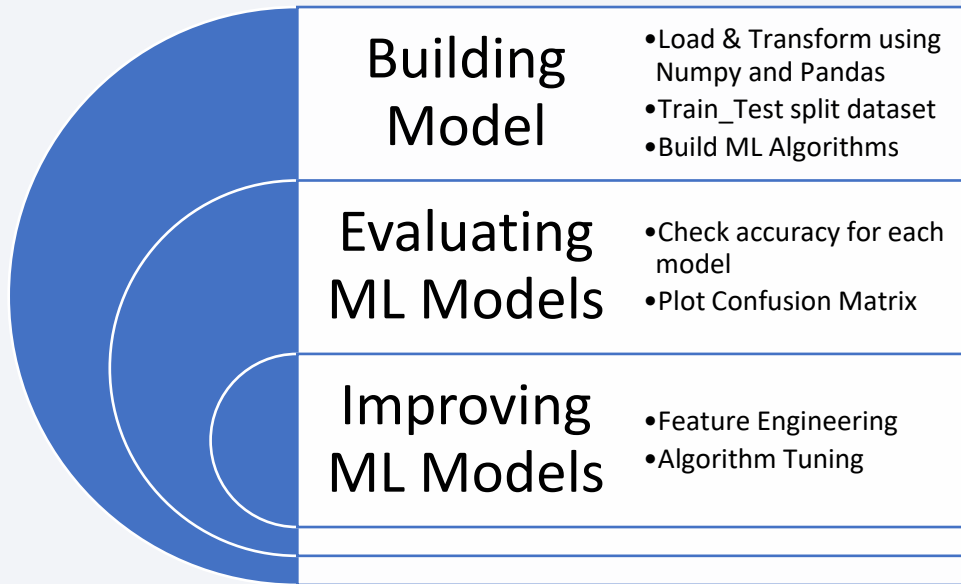 Building
Model
•Load & Transform using
Numpy and Pandas
•Train_Test split dataset
•Build ML Algorithms
Evaluating
ML Models
•Check accuracy for each
model
•Plot Confusion Matrix
Improving
ML Models
•Feature Engineering
•Algorithm Tuning